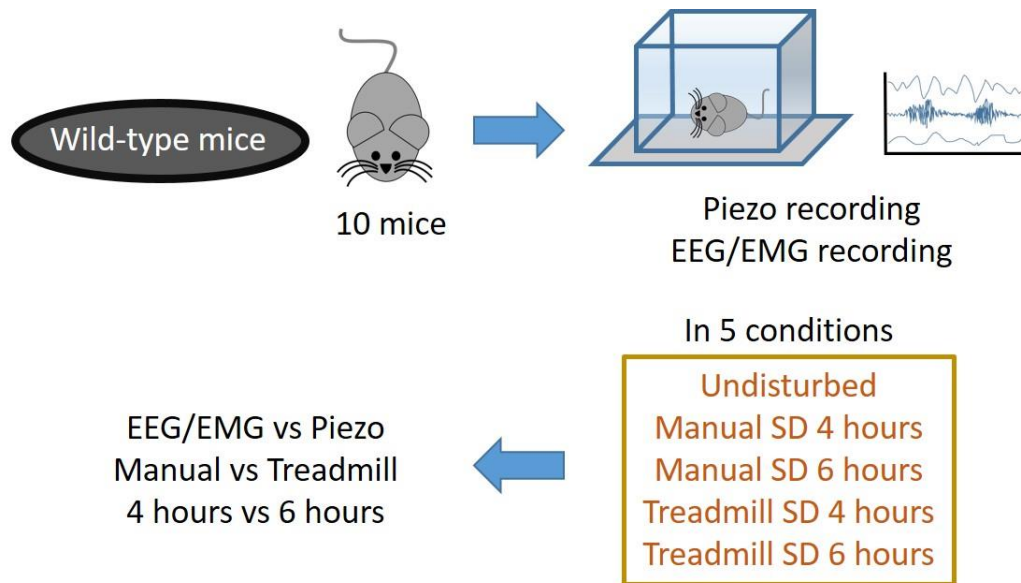 Wild-type mice
10 mice
Piezo recording
EEG/EMG recording
In 5 conditions
Undisturbed
Manual SD 4 hours
Manual SD 6 hours
Treadmill SD 4 hours
Treadmill SD 6 hours
EEG/EMG vs Piezo
Manual vs Treadmill
4 hours vs 6 hours